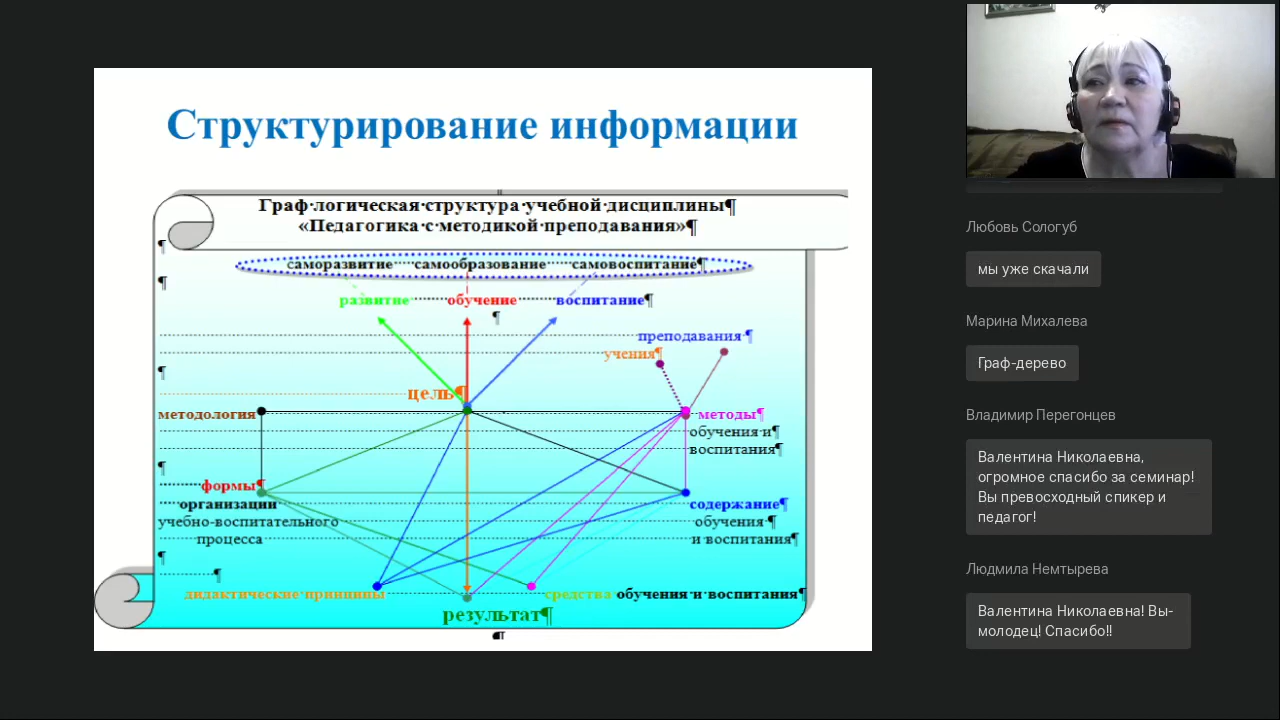 Структурирование информации
Граф·логическая·структура·учебной·дисциплины¶
«Педагогика·с·методикой·преподавания»¶
¶
саморазвитие самообразование самовоспитание¶
¶
развитие обучение воспитание¶
¶
преподавания·¶
учения¶
¶
цель¶
методология
методы¶
обучения и¶
воспитания¶
¶
формы¶
организации
учебно-воспитательного
процесса
содержание¶
обучения·¶
и воспитания¶
¶
¶
дидактические·принципы
средства обучения·и·воспитания¶
результат¶
¶
Любовь Сологуб
мы уже скачали
Марина Михалева
Граф-дерево
Владимир Перегонцев
Валентина Николаевна,
огромное спасибо за семинар!
Вы превосходный спикер и
педагог!
Людмила Немтырева
Валентина Николаевна! Вы-
молодец! Спасибо!!